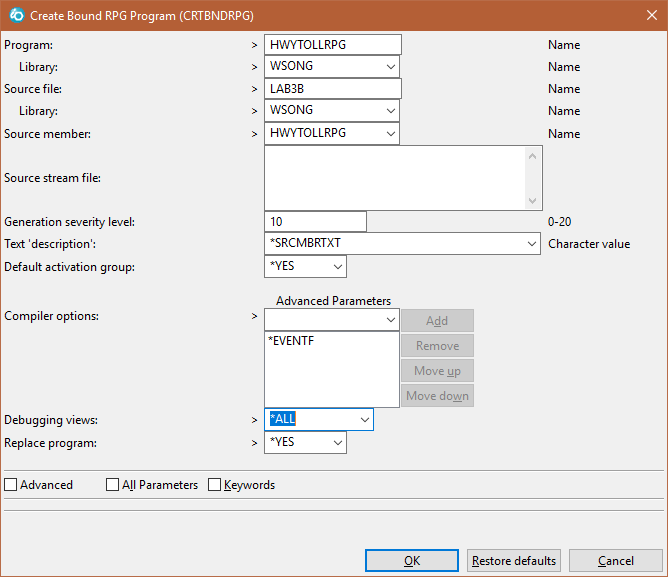 Create Bound RPG Program (CRTBNDRPG)
Program: > HWYTOLLRPG Name
Library: > WSONG Name
Source file: > LAB3B Name
Library: > WSONG Name
Source member: > HWYTOLLRPG Name
Source stream file:
Generation severity level: 10 0-20
Text 'description': *SRCMBRTXT Character value
Default activation group: *YES
Advanced Parameters
Compiler options: > Add
*EVENTF Remove
Move up
Move down
Debugging views: > *ALL
Replace program: > *YES
Advanced All Parameters Keywords
OK Restore defaults Cancel